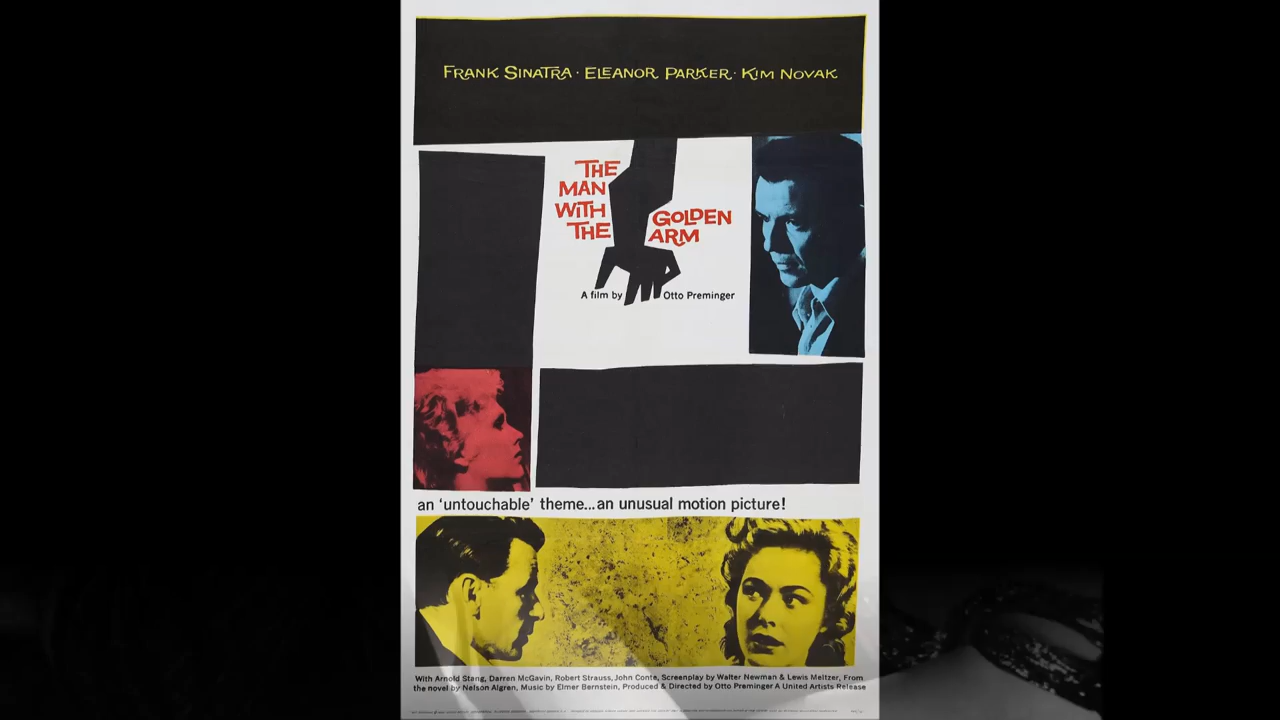 FRANK SINATRA · ELEANOR PARKER · KIM NOVAK
THE
MAN
WITH
THE
GOLDEN
ARM
A film by Otto Preminger
an 'untouchable' theme...an unusual motion picture!
With Arnold Stang, Darren McGavin, Robert Strauss, John Conte, Screenplay by Walter Newman & Lewis Meltzer, From
the novel by Nelson Algren, Music by Elmer Bernstein, Produced & Directed by Otto Preminger A United Artists Release